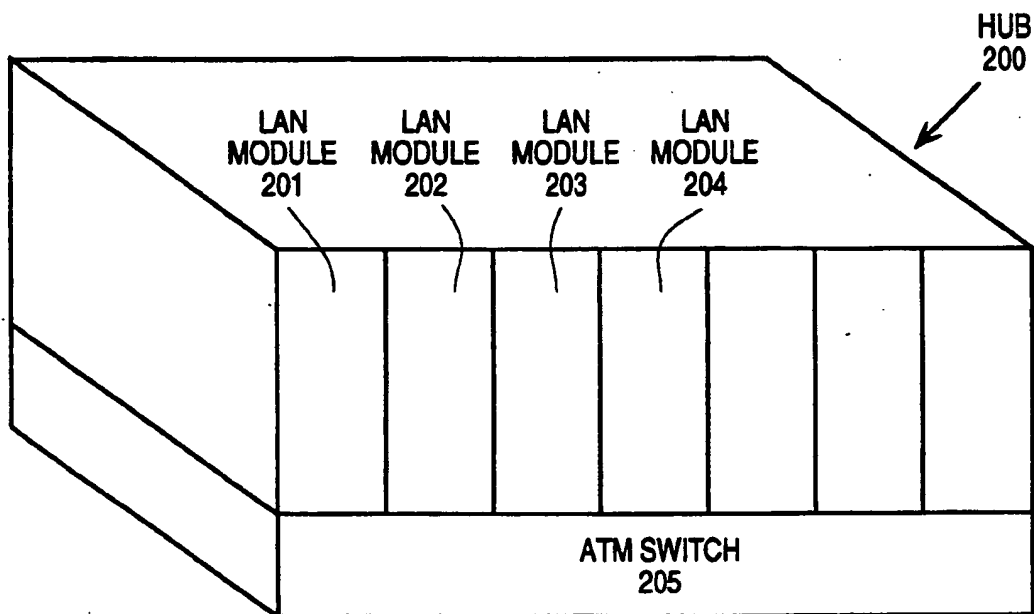 HUB
200
LAN
MODULE
201
LAN
MODULE
202
LAN
MODULE
203
LAN
MODULE
204
ATM SWITCH
205